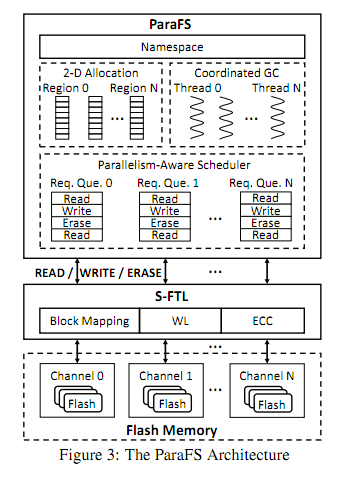 ParaFS
Namespace
2-D Allocation
Region 0 Region N
...
Coordinated GC
Thread 0 Thread N
...
Parallelism-Aware Scheduler
Req. Que. 0 Req. Que. 1 Req. Que. N
Read Read Read
Write Write Write
Erase Erase ... Erase
Read Read Read
READ / WRITE / ERASE ...
S-FTL
Block Mapping WL ECC
...
Channel 0 Channel 1 ... Channel N
Flash Flash Flash
Flash Memory
Figure 3: The ParaFS Architecture